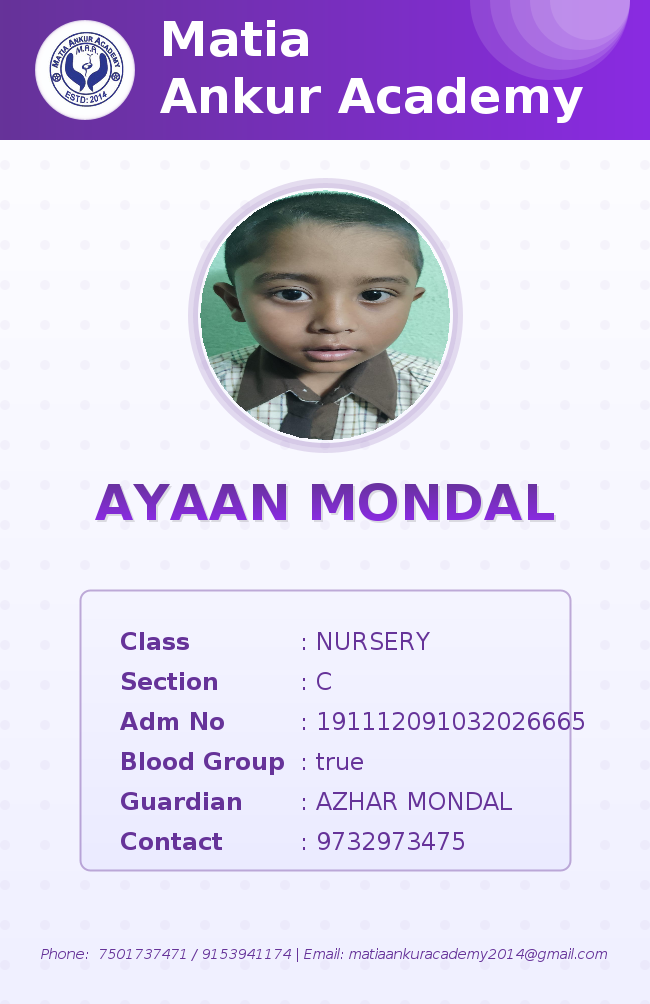 Matia
Ankur Academy
MATIA ANKUR ACADEMY
M.A.A
ESTD: 2014
AYAAN MONDAL
Class : NURSERY
Section : C
Adm No : 191112091032026665
Blood Group : true
Guardian : AZHAR MONDAL
Contact : 9732973475
Phone: 7501737471 / 9153941174 | Email: matiaankuracademy2014@gmail.com